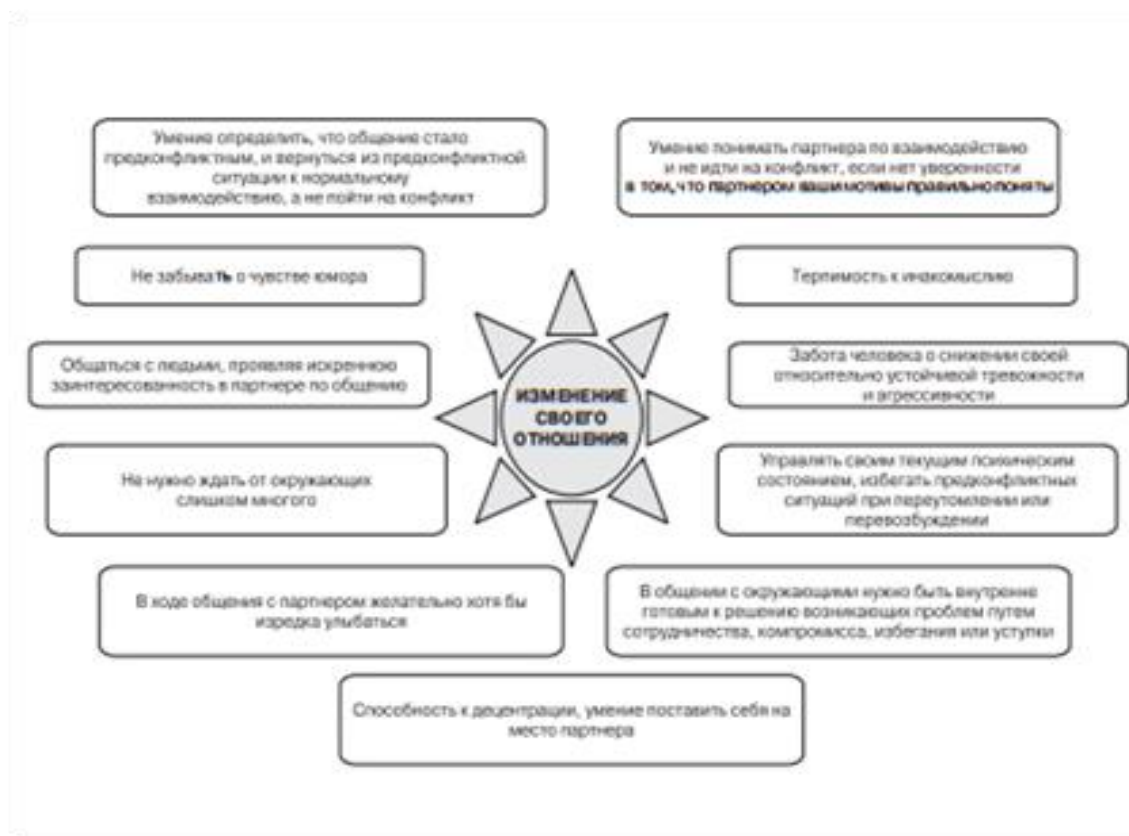 Умение определить, что общение стало
предконфликтным, и вернуться из предконфликтной
ситуации к нормальному
взаимодействию, а не пойти на конфликт
Умение понимать партнера по взаимодействию
и не идти на конфликт, если нет уверенности
в том, что партнером ваши мотивы правильно поняты
Не забывать о чувстве юмора
Терпимость к инакомыслию
Общаться с людьми, проявляя искреннюю
заинтересованность в партнере по общению
Забота человека о снижении своей
относительно устойчивой тревожности
и агрессивности
ИЗМЕНЕНИЕ
СВОЕГО
ОТНОШЕНИЯ
Не нужно ждать от окружающих
слишком многого
Управлять своим текущим психическим
состоянием, избегать предконфликтных
ситуаций при переутомлении или
перевозбуждении
В ходе общения с партнером желательно хотя бы
изредка улыбаться
В общении с окружающими нужно быть внутренне
готовым к решению возникающих проблем путем
сотрудничества, компромисса, избегания или уступки
Способность к децентрации, умение поставить себя на
место партнера